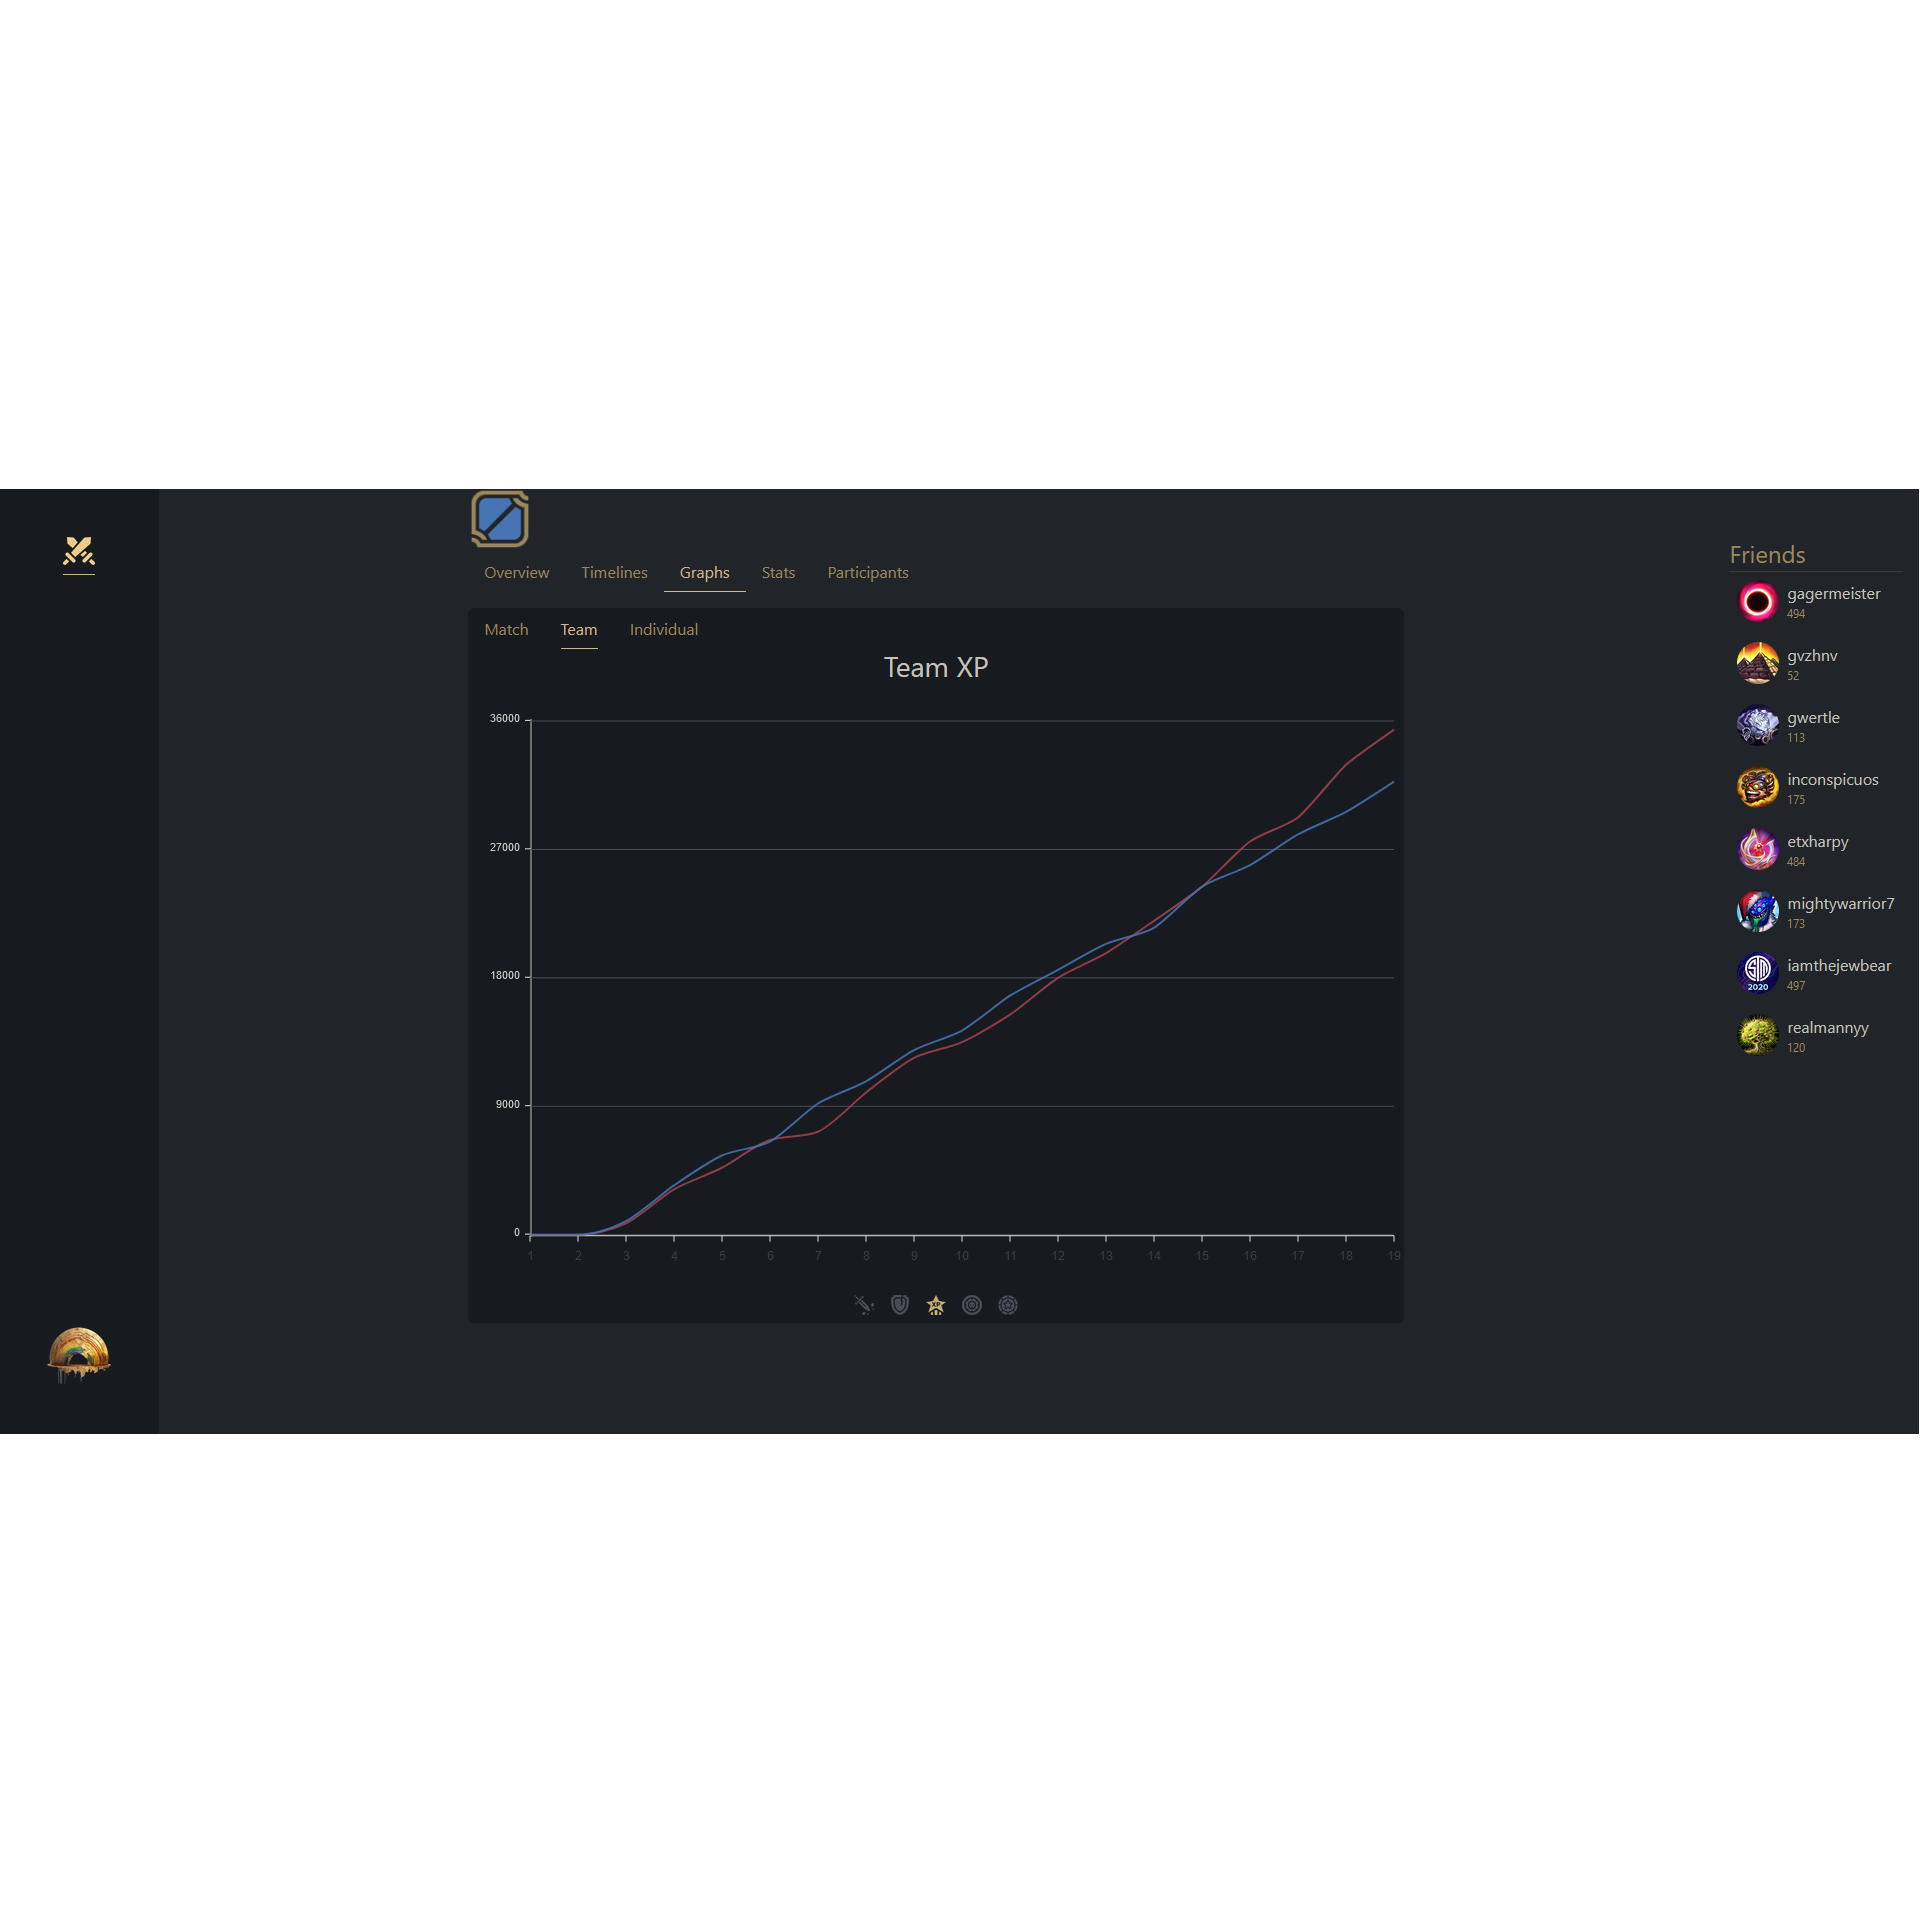 Overview Timelines Graphs Stats Participants
Match Team Individual
Team XP
36000
27000
18000
9000
0
1 2 3 4 5 6 7 8 9 10 11 12 13 14 15 16 17 18 19
Friends
gagermeister
494
gvzhnv
52
gwertle
113
inconspicuos
175
etxharpy
484
mightywarrior7
173
2020
iamthejewbear
497
realmannyy
120